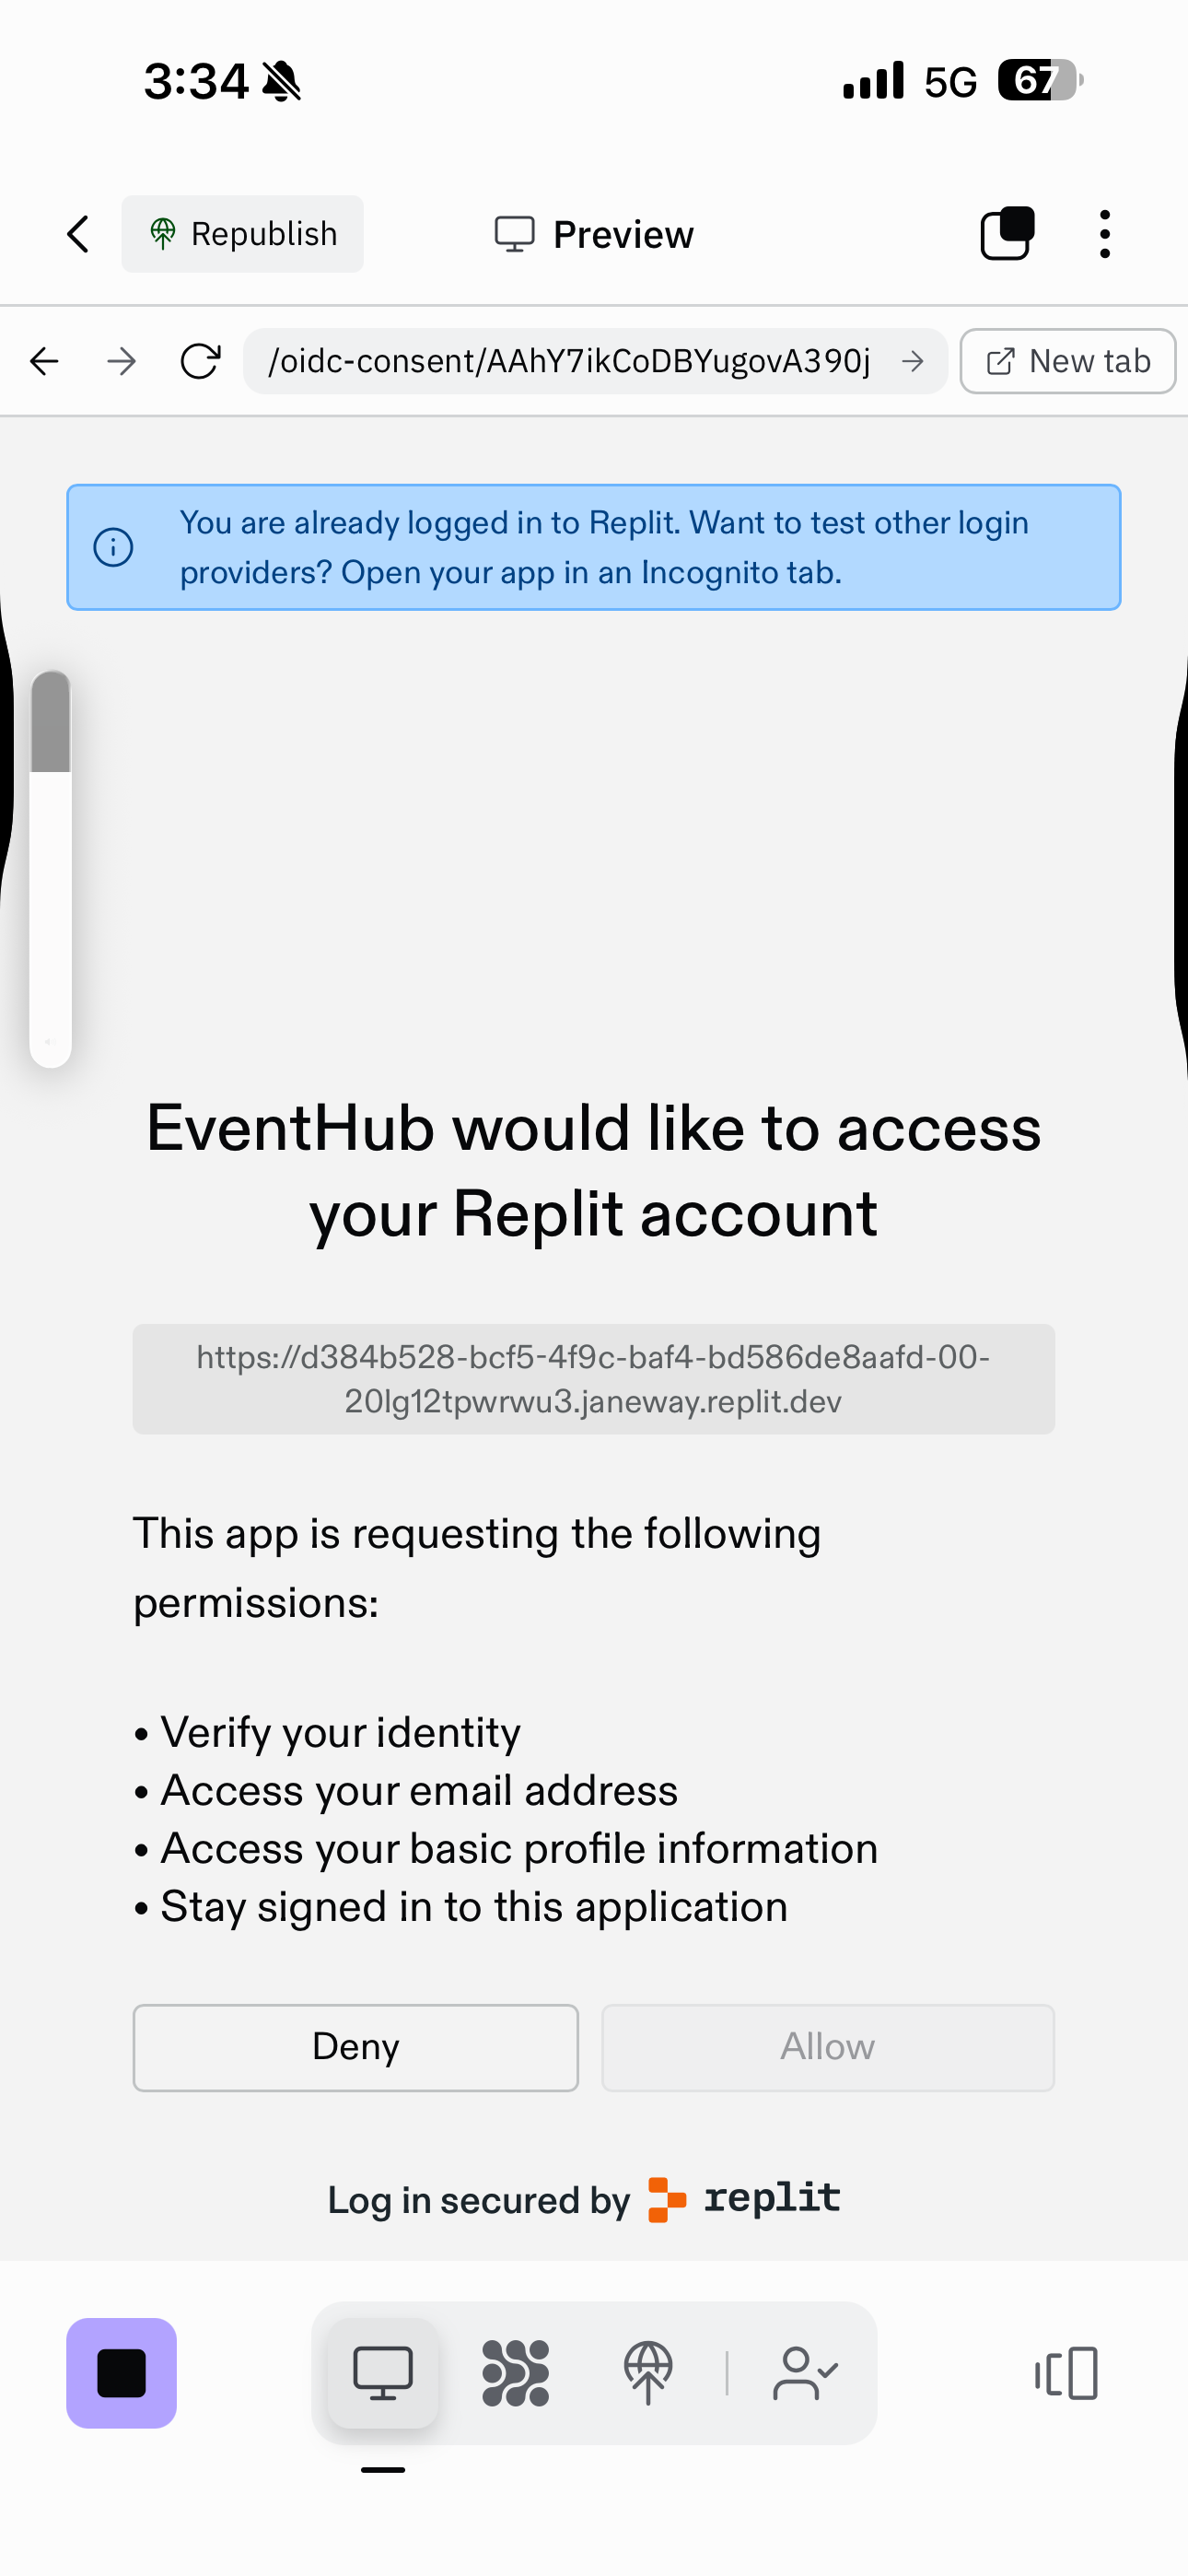 3:34
5G
67
Republish
Preview
/oidc-consent/AAhY7ikCoDBYugovA390j
New tab
You are already logged in to Replit. Want to test other login
providers? Open your app in an Incognito tab.
EventHub would like to access
your Replit account
https://d384b528-bcf5-4f9c-baf4-bd586de8aafd-00-
20lg12tpwrwu3.janeway.replit.dev
This app is requesting the following
permissions:
• Verify your identity
• Access your email address
• Access your basic profile information
• Stay signed in to this application
Deny
Allow
Log in secured by replit